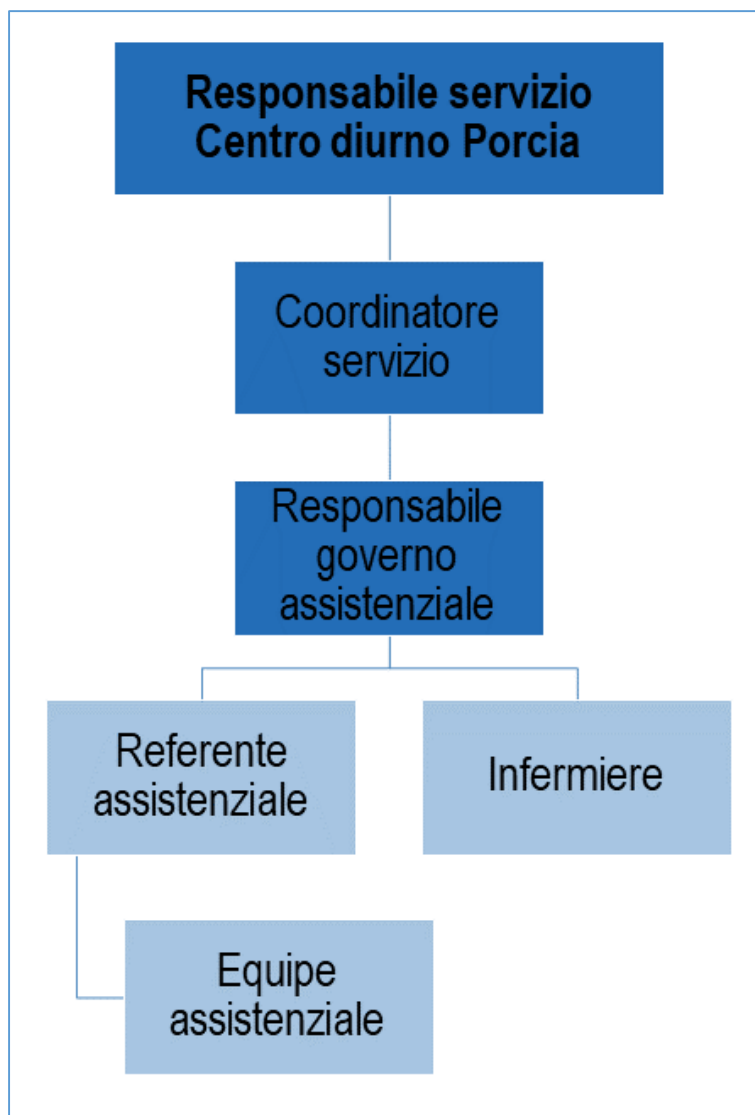 Responsabile servizio
Centro diurno Porcia
Coordinatore
servizio
Responsabile
governo
assistenziale
Referente
assistenziale
Infermiere
Equipe
assistenziale